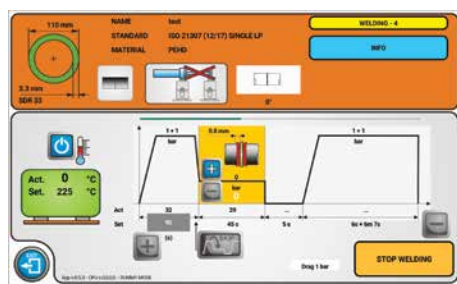 110 mm
NAME test
STANDARD ISO 21307 (12/17) SINGLE LP
MATERIAL PEHD
WELDING - 4
INFO
3.3 mm
SDR 33
0°
1 + 1
bar
0.8 mm
1 + 1
bar
Act. 0 °C
Set. 225 °C
0
bar
0
Act 32 29 ... ...
Set 45 s 5 s 6s + 6m 7s
(s)
Drag 1 bar
STOP WELDING
EXIT